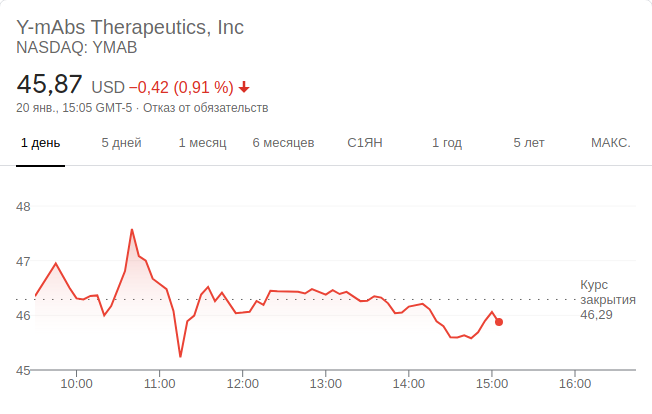 Y-mAbs Therapeutics, Inc
NASDAQ: YMAB
45,87 USD −0,42 (0,91 %)
20 янв., 15:05 GMT-5 · Отказ от обязательств
1 день 5 дней 1 месяц 6 месяцев С1ЯН 1 год 5 лет МАКС.
48
47
46
45
Курс
закрытия
46,29
10:00 11:00 12:00 13:00 14:00 15:00 16:00